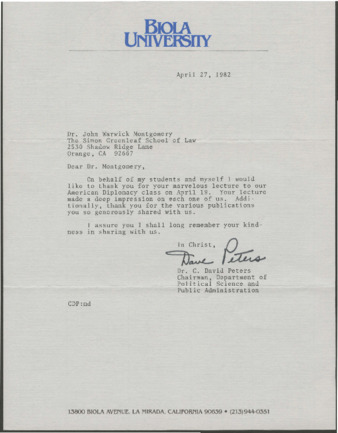 BIOLA
UNIVERSITY
April 27, 1982
Dr. John Warwick Montgomery
The Simon Greenleaf School of Law
2530 Shadow Ridge Lane
Orange, CA 92667
Dear Dr. Montgomery,
On behalf of my students and myself I would
like to thank you for your marvelous lecture to our
American Diplomacy class on April 19. Your lecture
made a deep impression on each one of us. Addi-
tionally, thank you for the various publications
you so generously shared with us.
I assure you I shall long remember your kind-
ness in sharing with us.
In Christ,
Dave Peters
Dr. C. David Peters
Chairman, Department of
Political Science and
Public Administration
CDP:md
13800 BIOLA AVENUE, LA MIRADA, CALIFORNIA 90639 • (213) 944-0351